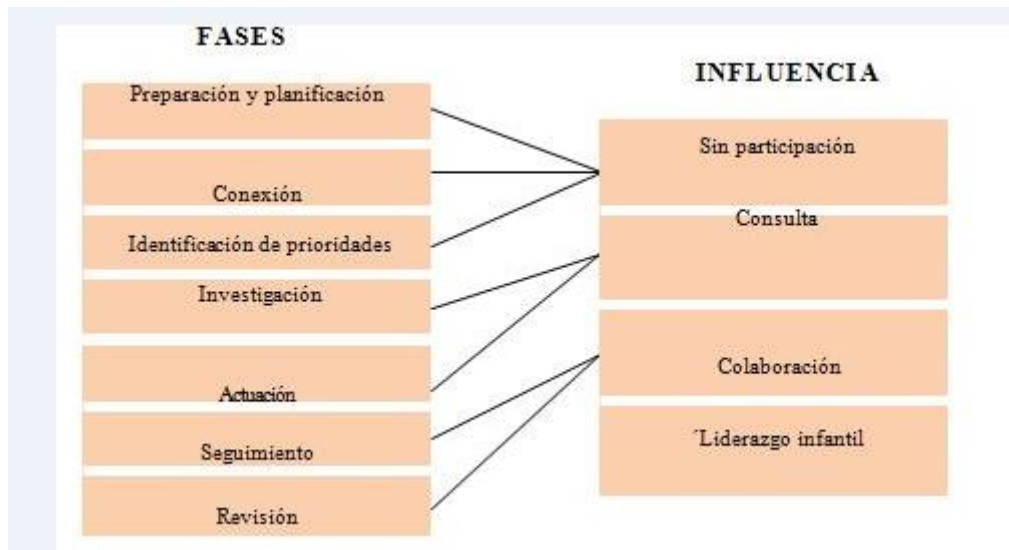 FASES
Preparación y planificación
Conexión
Identificación de prioridades
Investigación
Actuación
Seguimiento
Revisión
INFLUENCIA
Sin participación
Consulta
Colaboración
´Liderazgo infantil